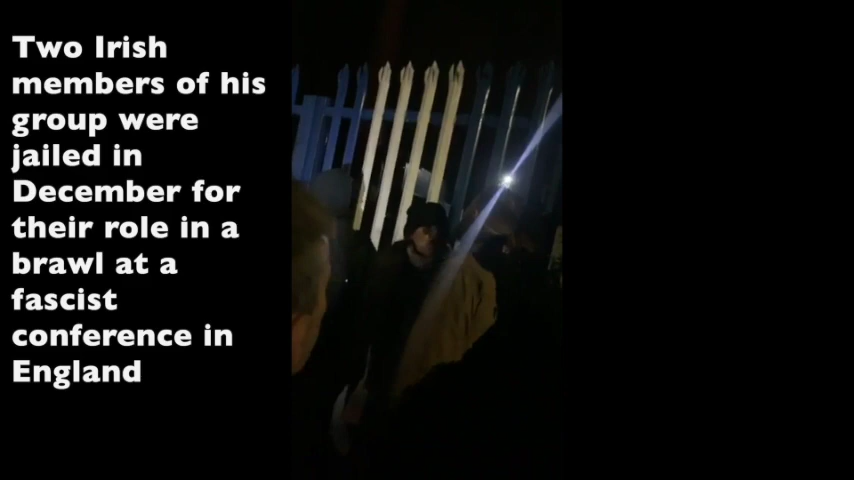 Two Irish
members of his
group were
jailed in
December for
their role in a
brawl at a
fascist
conference in
England